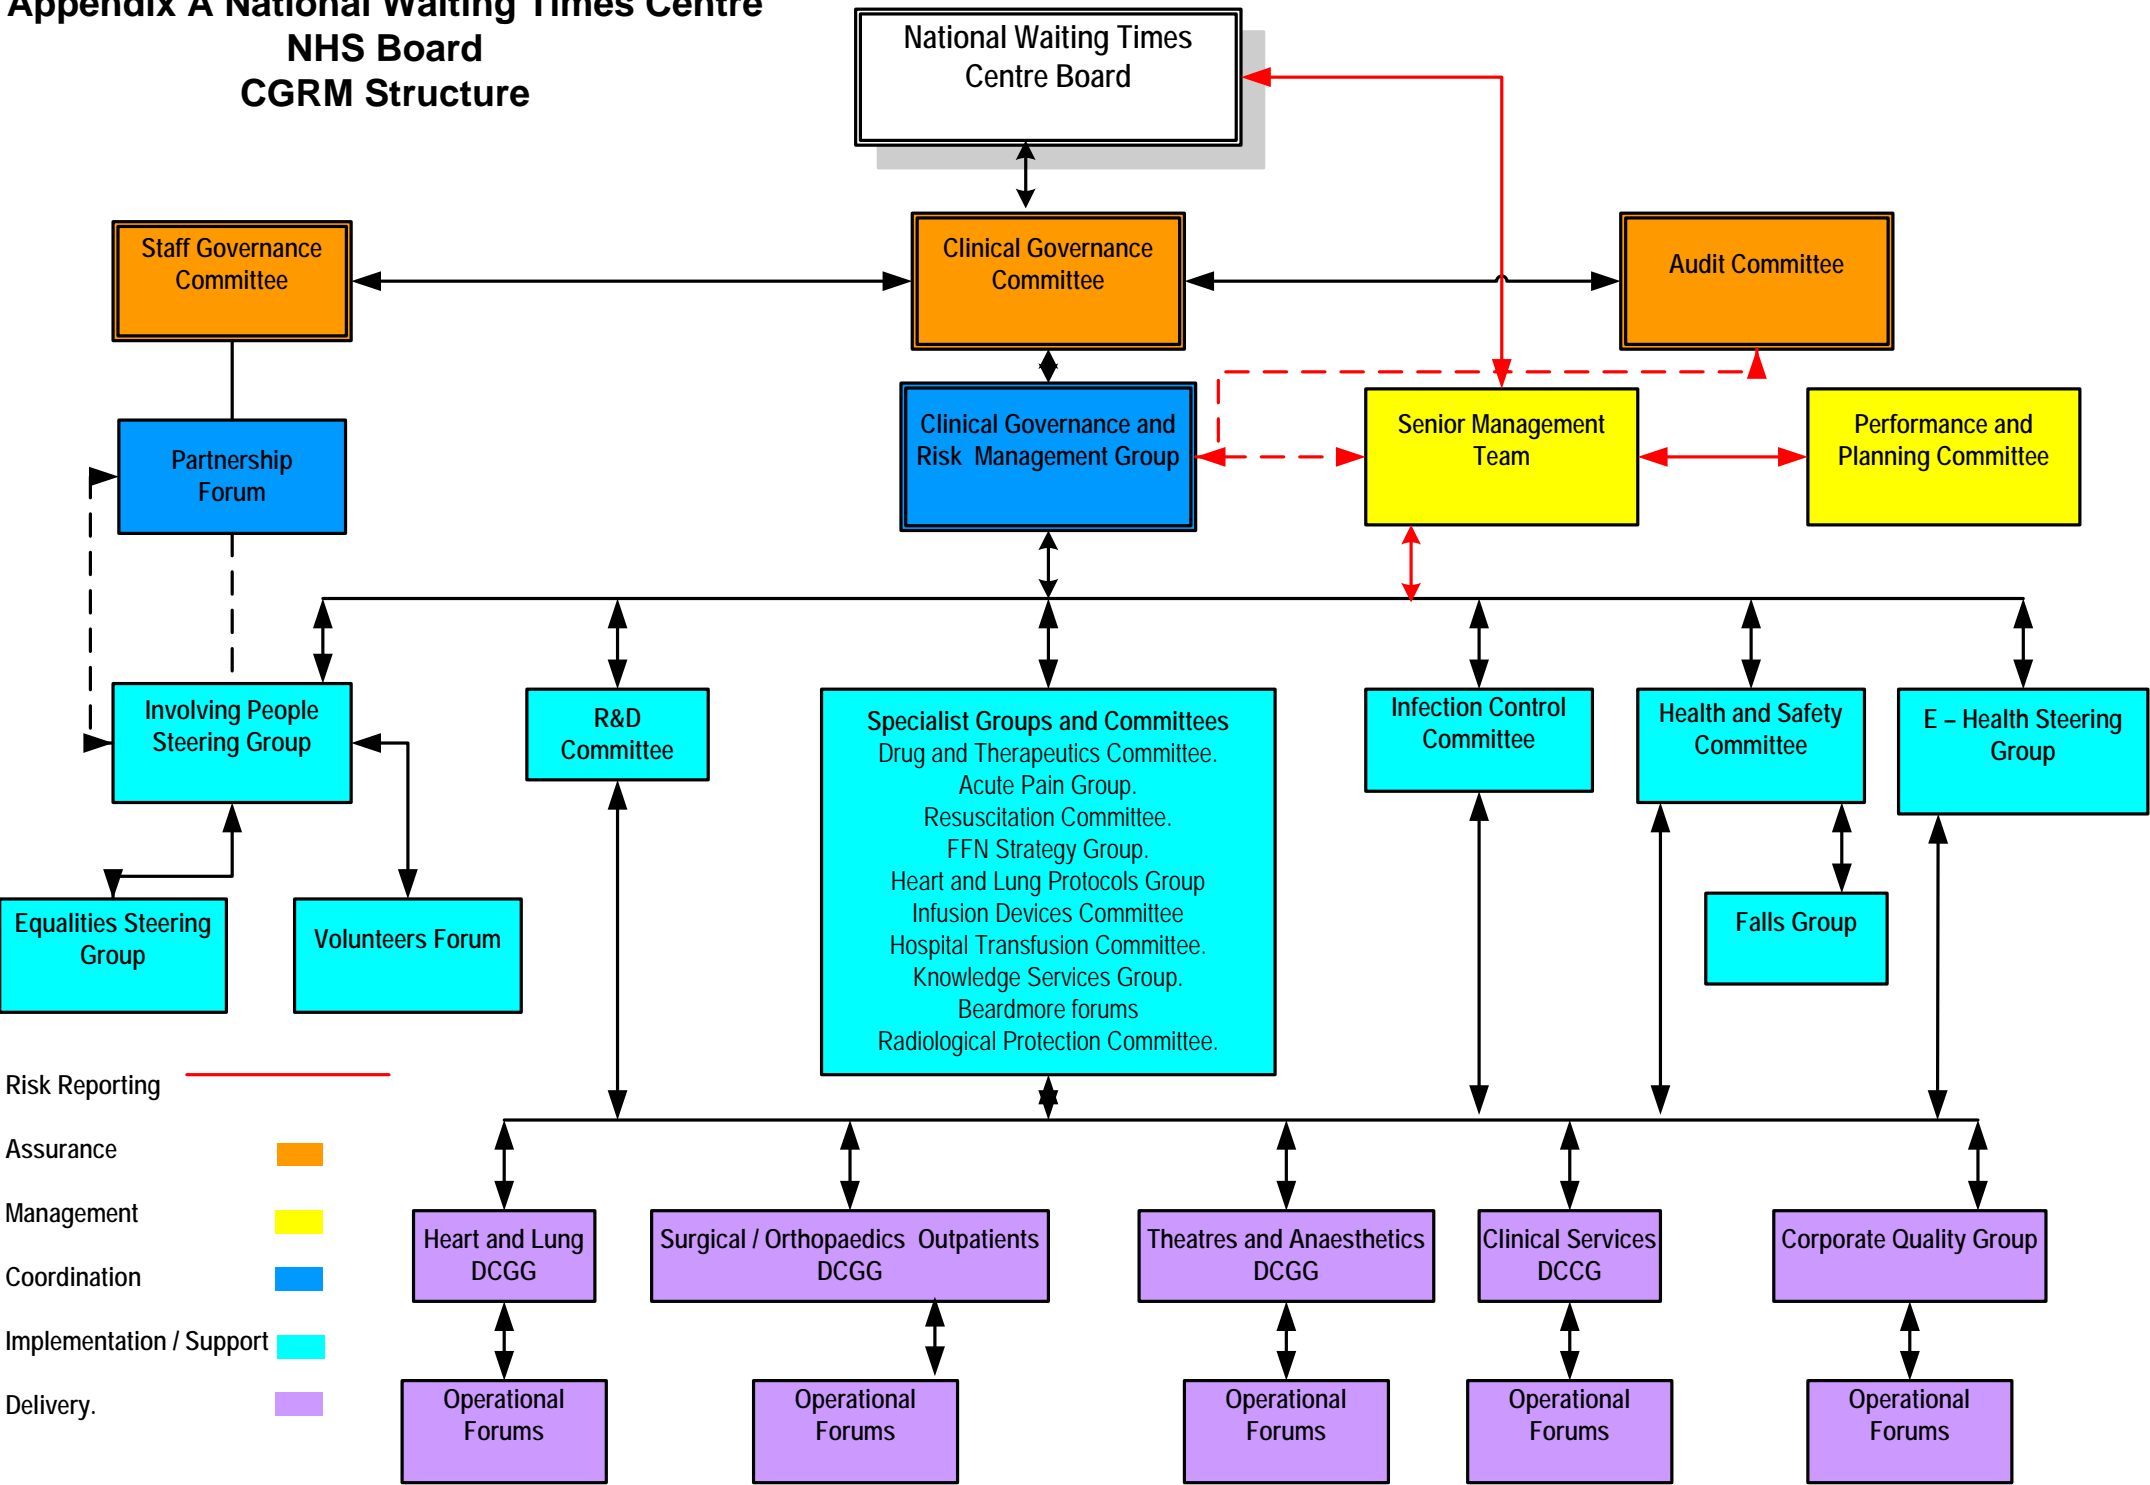 Appendix A National Waiting Times Centre
NHS Board
CGRM Structure
National Waiting Times
Centre Board
Staff Governance
Committee
Clinical Governance
Committee
Audit Committee
Partnership
Forum
Clinical Governance and
Risk Management Group
Senior Management
Team
Performance and
Planning Committee
Involving People
Steering Group
R&D
Committee
Specialist Groups and Committees
Drug and Therapeutics Committee.
Acute Pain Group.
Resuscitation Committee.
FFN Strategy Group.
Heart and Lung Protocols Group
Infusion Devices Committee
Hospital Transfusion Committee.
Knowledge Services Group.
Beardmore forums
Radiological Protection Committee.
Infection Control
Committee
Health and Safety
Committee
E – Health Steering
Group
Equalities Steering
Group
Volunteers Forum
Falls Group
Risk Reporting
Assurance
Management
Coordination
Implementation / Support
Delivery.
Heart and Lung
DCGG
Surgical / Orthopaedics Outpatients
DCGG
Theatres and Anaesthetics
DCGG
Clinical Services
DCCG
Corporate Quality Group
Operational
Forums
Operational
Forums
Operational
Forums
Operational
Forums
Operational
Forums